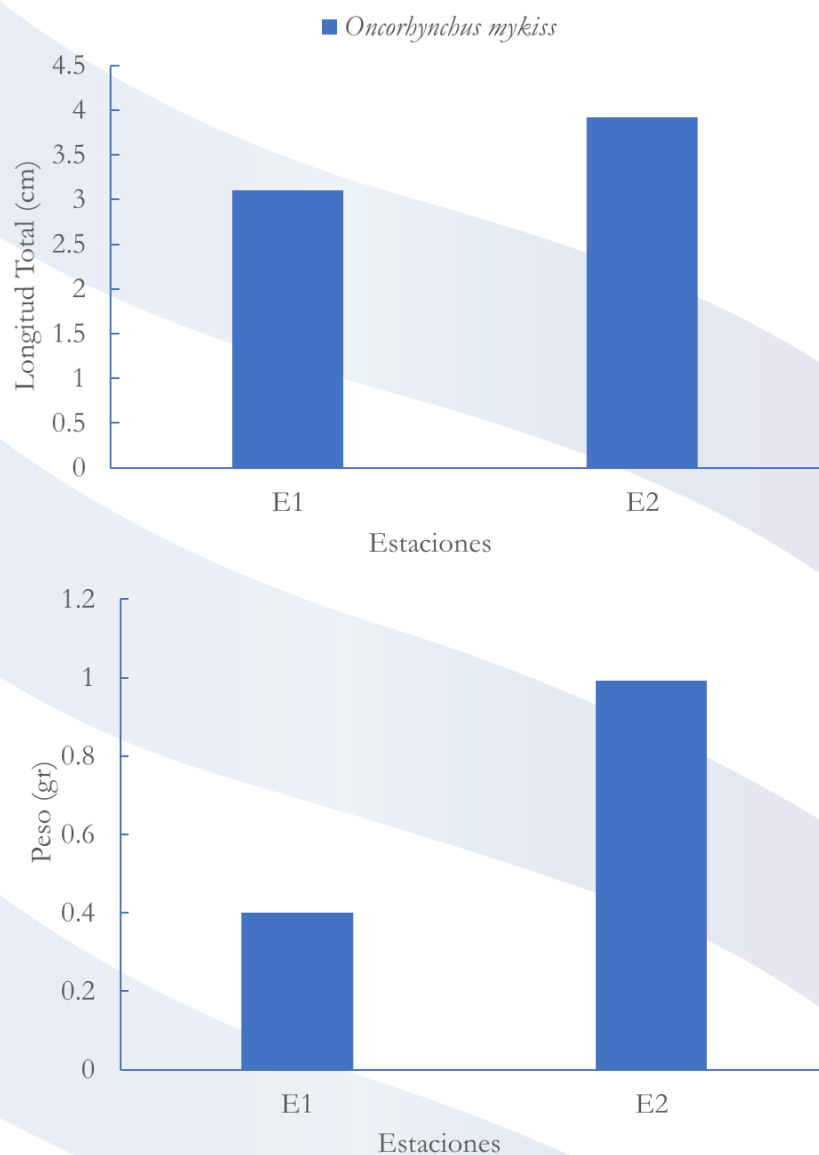 Oncorhynchus mykiss
4.5
4
3.5
3
2.5
2
1.5
1
0.5
0
Longitud Total (cm)
E1 E2
Estaciones
1.2
1
0.8
0.6
0.4
0.2
0
Peso (gr)
E1 E2
Estaciones